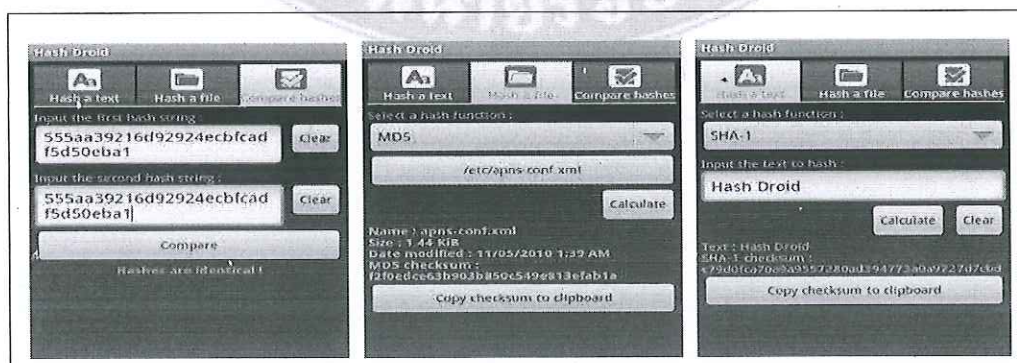 Hash Droid
Hash a text Hash a file Compare hashes
Input the first hash string :
555aa39216d92924ecbfcad
f5d50eba1
Clear
Input the second hash string :
555aa39216d92924ecbfcad
f5d50eba1
Clear
Compare
Hashes are identical !
Hash Droid
Hash a text Hash a file Compare hashes
Select a hash function :
MD5
/etc/apns-conf.xml
Calculate
Name : apns-conf.xml
Size : 1.44 KiB
Date modified : 11/05/2010 1:39 AM
MD5 checksum :
f2f0edce63b903b850c549e813efab1a
Copy checksum to clipboard
Hash Droid
Hash a text Hash a file Compare hashes
Select a hash function :
SHA-1
Input the text to hash :
Hash Droid
Calculate Clear
Text : Hash Droid
SHA-1 checksum :
Copy checksum to clipboard